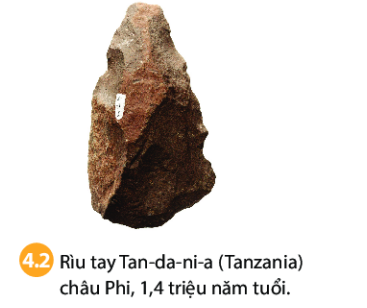 4.2 Rìu tay Tan-da-ni-a (Tanzania)
châu Phi, 1,4 triệu năm tuổi.